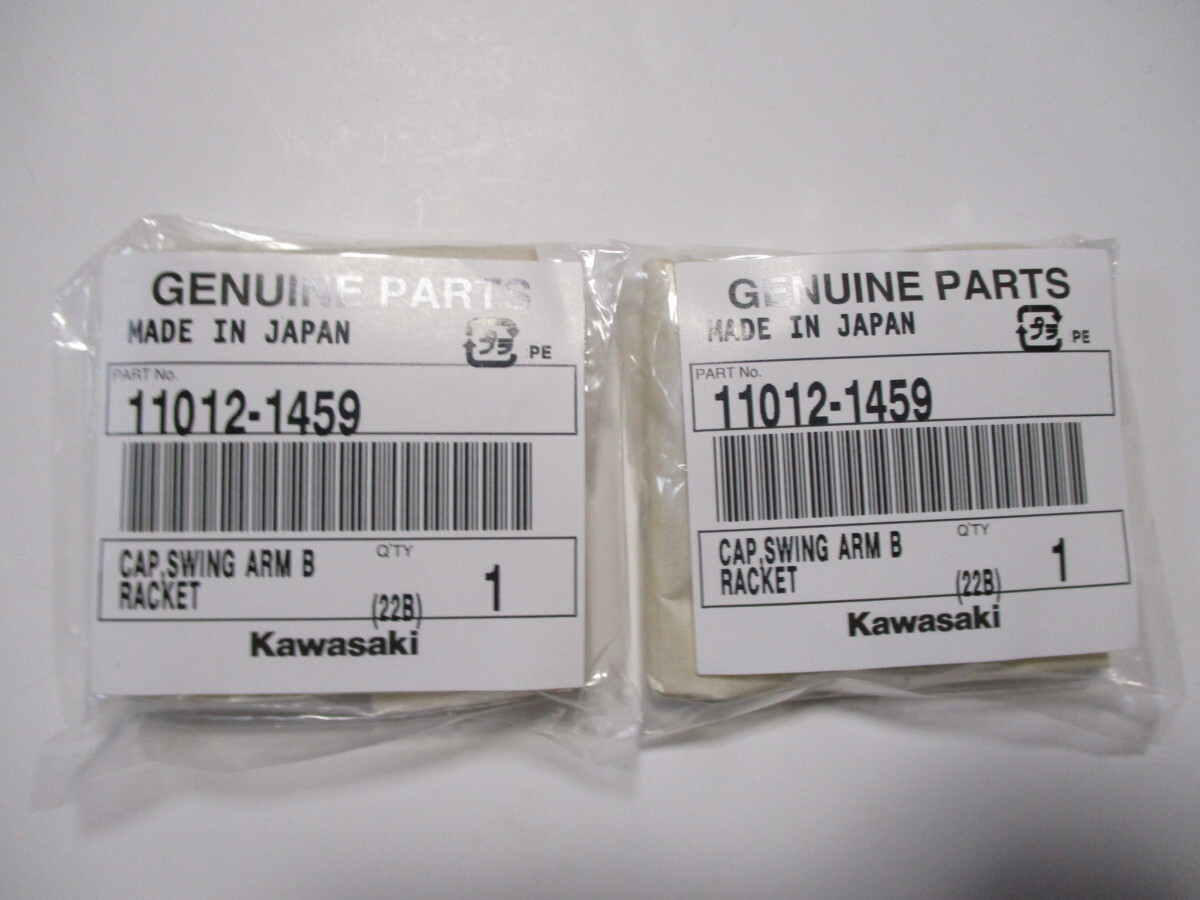 GENUINE PARTS
MADE IN JAPAN
プラ PE
PART No.
11012-1459
CAP,SWING ARM B
RACKET
Q'TY
(22B)
1
Kawasaki
GENUINE PARTS
MADE IN JAPAN
プラ PE
PART No.
11012-1459
CAP,SWING ARM B
RACKET
Q'TY
(22B)
1
Kawasaki